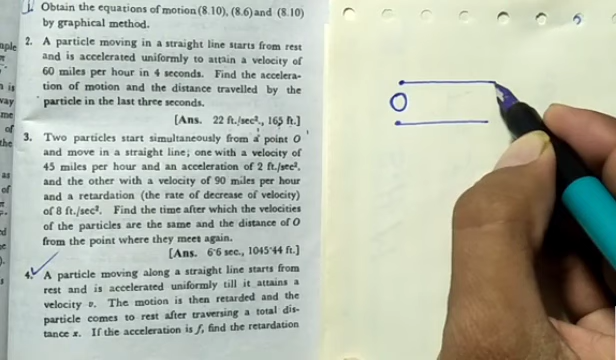 1. Obtain the equations of motion (8.10), (8.6) and (8.10)
by graphical method.
2. A particle moving in a straight line starts from rest
and is accelerated uniformly to attain a velocity of
60 miles per hour in 4 seconds. Find the accelera-
tion of motion and the distance travelled by the
particle in the last three seconds.
[Ans. 22 ft./sec²., 165 ft.]
3. Two particles start simultaneously from a point O
and move in a straight line; one with a velocity of
45 miles per hour and an acceleration of 2 ft./sec².
and the other with a velocity of 90 miles per hour
and a retardation (the rate of decrease of velocity)
of 8 ft./sec². Find the time after which the velocities
of the particles are the same and the distance of O
from the point where they meet again.
[Ans. 6·6 sec., 1045·44 ft.]
4. A particle moving along a straight line starts from
rest and is accelerated uniformly till it attains a
velocity v. The motion is then retarded and the
particle comes to rest after traversing a total dis-
tance x. If the acceleration is f, find the retardation
O